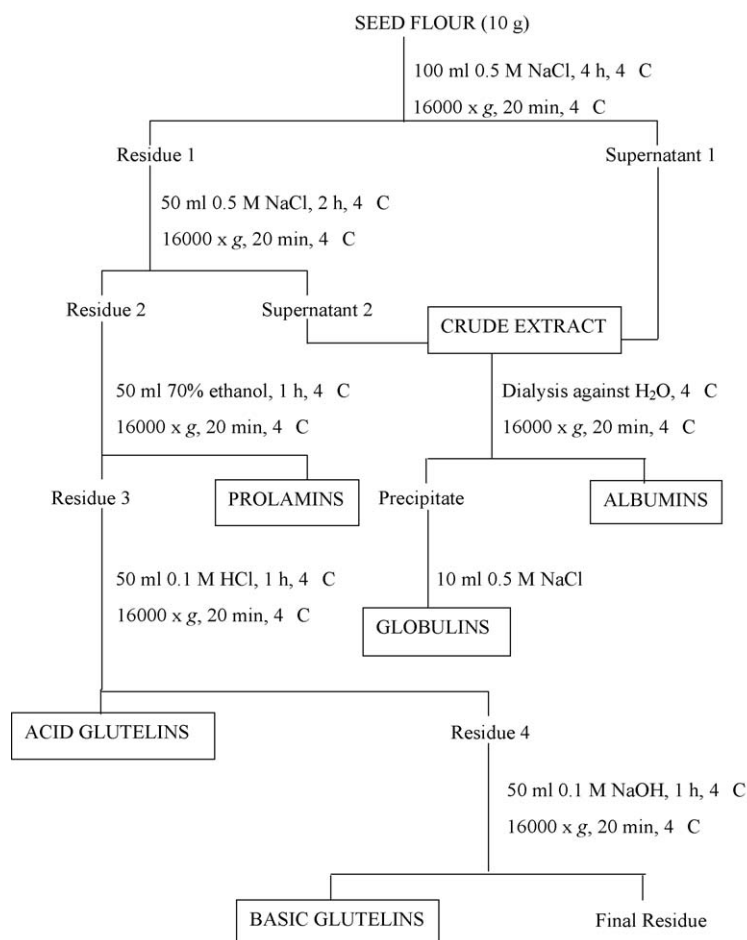 SEED FLOUR (10 g)
100 ml 0.5 M NaCl, 4 h, 4 C
16000 x g, 20 min, 4 C
Residue 1
Supernatant 1
50 ml 0.5 M NaCl, 2 h, 4 C
16000 x g, 20 min, 4 C
Residue 2
Supernatant 2
CRUDE EXTRACT
50 ml 70% ethanol, 1 h, 4 C
16000 x g, 20 min, 4 C
Dialysis against H₂O, 4 C
16000 x g, 20 min, 4 C
Residue 3
PROLAMINS
Precipitate
ALBUMINS
50 ml 0.1 M HCl, 1 h, 4 C
16000 x g, 20 min, 4 C
10 ml 0.5 M NaCl
GLOBULINS
ACID GLUTELINS
Residue 4
50 ml 0.1 M NaOH, 1 h, 4 C
16000 x g, 20 min, 4 C
BASIC GLUTELINS
Final Residue